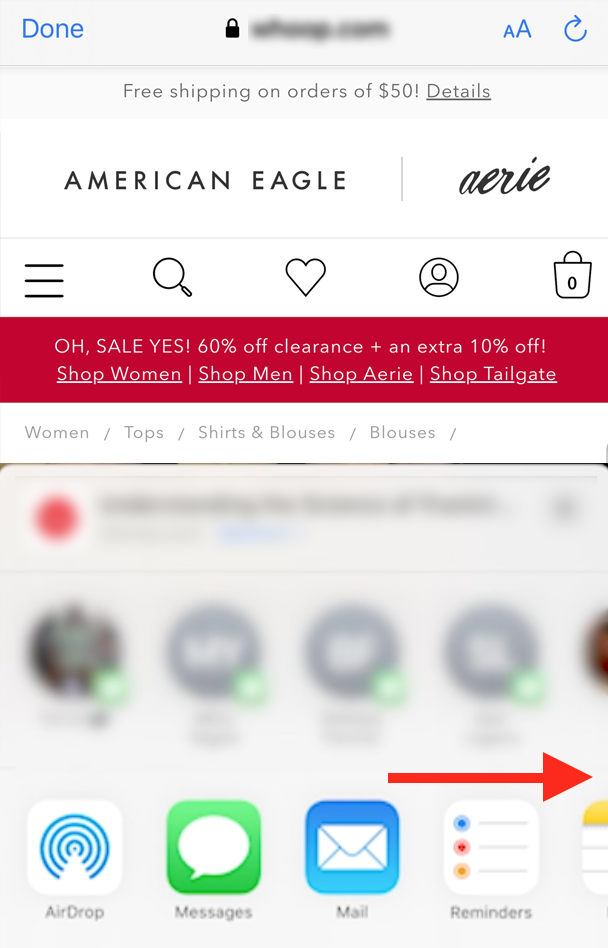 Done
AA
Free shipping on orders of $50! Details
AMERICAN EAGLE
aerie
0
OH, SALE YES! 60% off clearance + an extra 10% off!
Shop Women | Shop Men | Shop Aerie | Shop Tailgate
Women / Tops / Shirts & Blouses / Blouses /
AirDrop Messages Mail Reminders